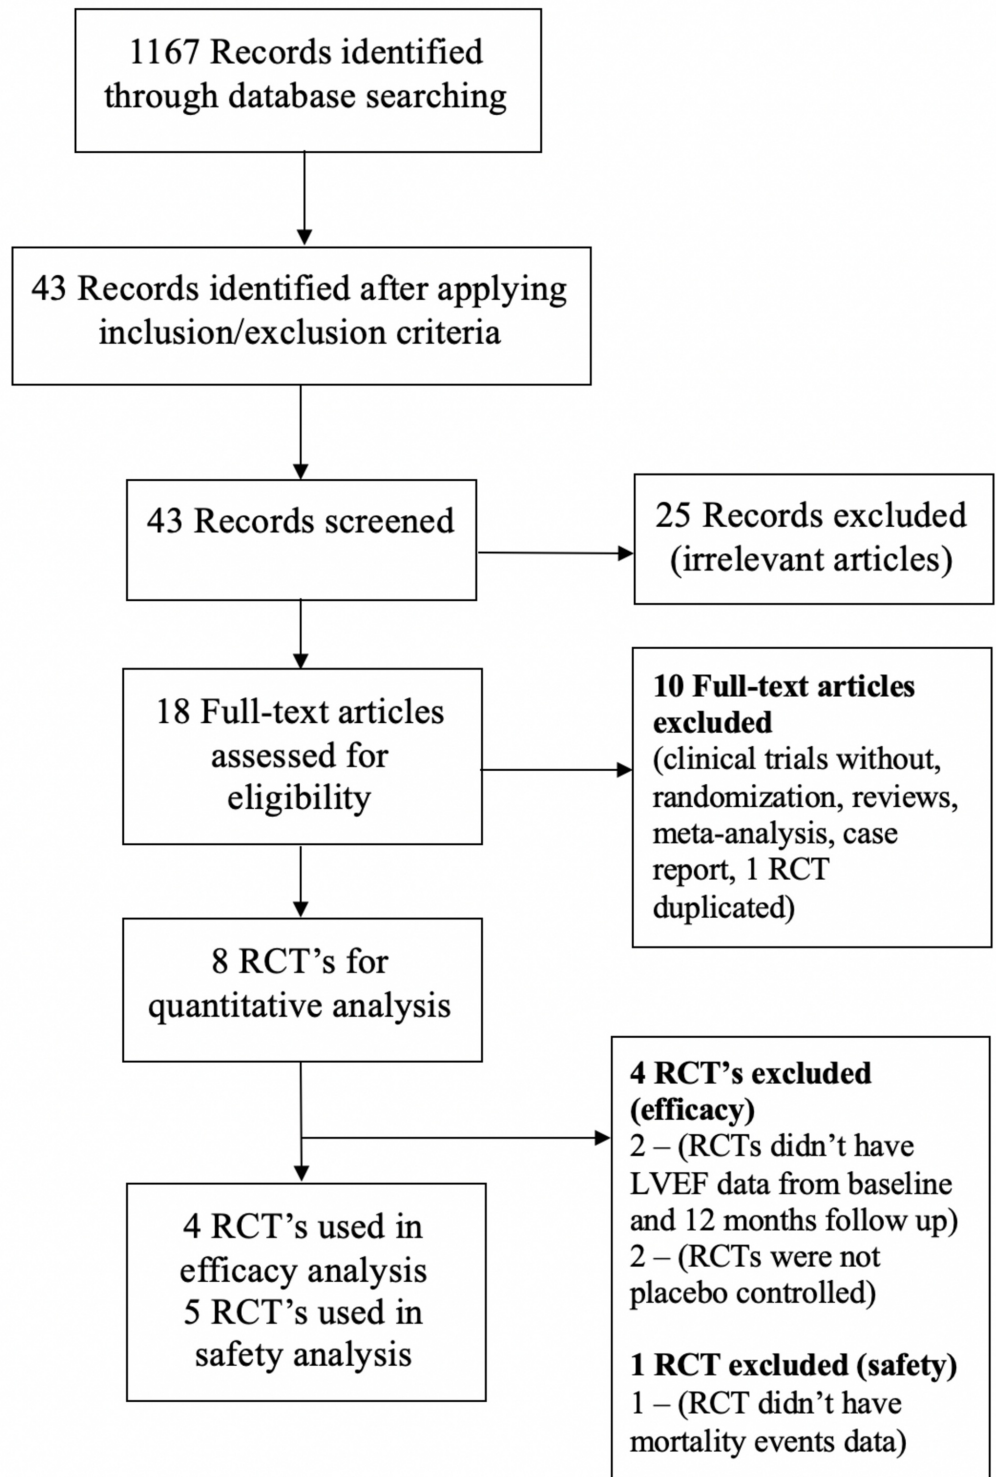 1167 Records identified
through database searching
43 Records identified after applying
inclusion/exclusion criteria
43 Records screened
25 Records excluded
(irrelevant articles)
18 Full-text articles
assessed for
eligibility
10 Full-text articles
excluded
(clinical trials without,
randomization, reviews,
meta-analysis, case
report, 1 RCT
duplicated)
8 RCT’s for
quantitative analysis
4 RCT’s excluded
(efficacy)
2 – (RCTs didn’t have
LVEF data from baseline
and 12 months follow up)
2 – (RCTs were not
placebo controlled)
1 RCT excluded (safety)
1 – (RCT didn’t have
mortality events data)
4 RCT’s used in
efficacy analysis
5 RCT’s used in
safety analysis